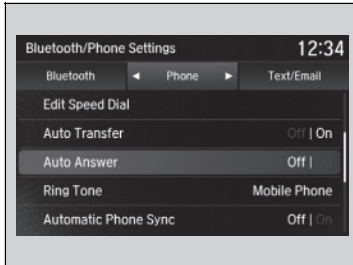 Bluetooth/Phone Settings 12:34
Bluetooth ◄ Phone ► Text/Email
Edit Speed Dial
Auto Transfer Off | On
Auto Answer Off |
Ring Tone Mobile Phone
Automatic Phone Sync Off | On